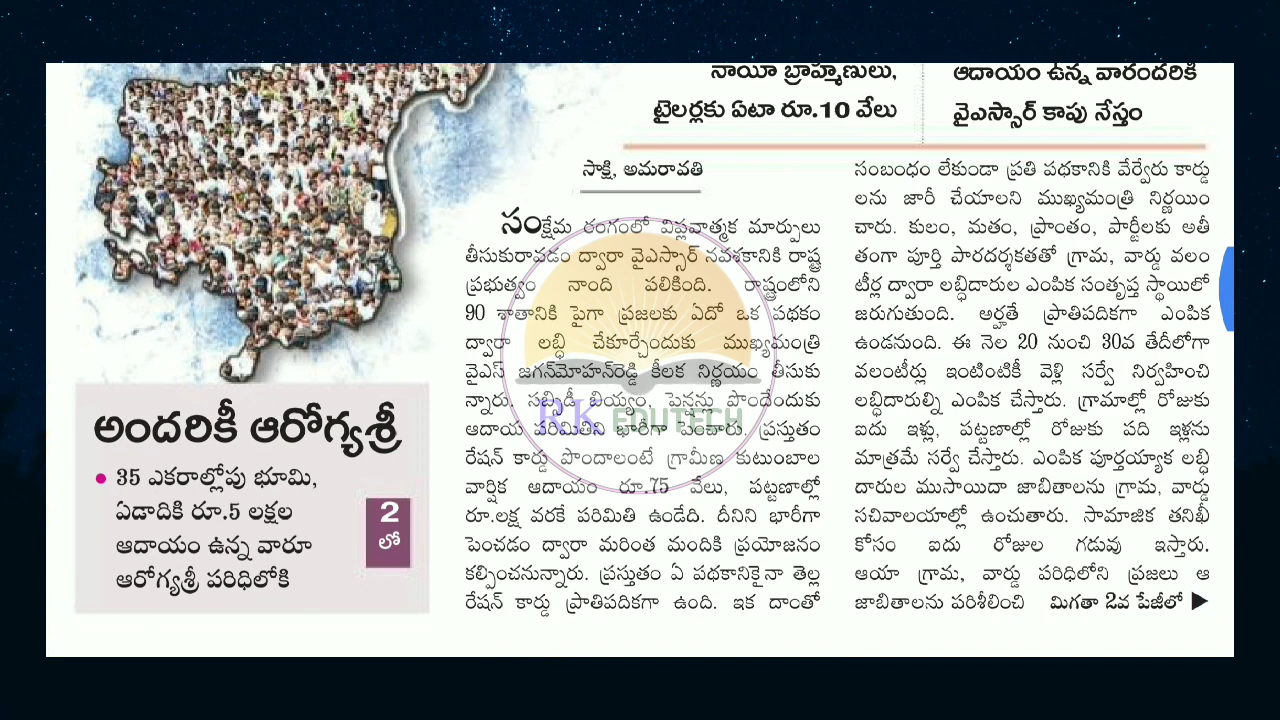 నాయీ బ్రాహ్మణులు,
టైలర్లకు ఏటా రూ.10 వేలు
ఆదాయం ఉన్న వారందరికీ
వైఎస్సార్ కాపు నేస్తం
సాక్షి, అమరావతి
సంక్షేమ రంగంలో విప్లవాత్మక మార్పులు
తీసుకురావడం ద్వారా వైఎస్సార్ నవశకానికి రాష్ట్ర
ప్రభుత్వం నాంది పలికింది. రాష్ట్రంలోని
90 శాతానికి పైగా ప్రజలకు ఏదో ఒక పథకం
ద్వారా లబ్ధి చేకూర్చేందుకు ముఖ్యమంత్రి
వైఎస్ జగన్‌మోహన్‌రెడ్డి కీలక నిర్ణయం తీసుకు
న్నారు. సబ్సిడీ బియ్యం, పెన్షన్లు పొందేందుకు
ఆదాయ పరిమితిని భారీగా పెంచారు. ప్రస్తుతం
రేషన్ కార్డు పొందాలంటే గ్రామీణ కుటుంబాల
వార్షిక ఆదాయం రూ.75 వేలు, పట్టణాల్లో
రూ.లక్ష వరకే పరిమితి ఉండేది. దీనిని భారీగా
పెంచడం ద్వారా మరింత మందికి ప్రయోజనం
కల్పించనున్నారు. ప్రస్తుతం ఏ పథకానికైనా తెల్ల
రేషన్ కార్డు ప్రాతిపదికగా ఉంది. ఇక దాంతో
సంబంధం లేకుండా ప్రతి పథకానికి వేర్వేరు కార్డు
లను జారీ చేయాలని ముఖ్యమంత్రి నిర్ణయిం
చారు. కులం, మతం, ప్రాంతం, పార్టీలకు అతీ
తంగా పూర్తి పారదర్శకతతో గ్రామ, వార్డు వలం
టీర్ల ద్వారా లబ్ధిదారుల ఎంపిక సంతృప్త స్థాయిలో
జరుగుతుంది. అర్హతే ప్రాతిపదికగా ఎంపిక
ఉండనుంది. ఈ నెల 20 నుంచి 30వ తేదీలోగా
వలంటీర్లు ఇంటింటికీ వెళ్లి సర్వే నిర్వహించి
లబ్ధిదారుల్ని ఎంపిక చేస్తారు. గ్రామాల్లో రోజుకు
ఐదు ఇళ్లు, పట్టణాల్లో రోజుకు పది ఇళ్లను
మాత్రమే సర్వే చేస్తారు. ఎంపిక పూర్తయ్యాక లబ్ధి
దారుల ముసాయిదా జాబితాలను గ్రామ, వార్డు
సచివాలయాల్లో ఉంచుతారు. సామాజిక తనిఖీ
కోసం ఐదు రోజుల గడువు ఇస్తారు.
ఆయా గ్రామ, వార్డు పరిధిలోని ప్రజలు ఆ
జాబితాలను పరిశీలించి మిగతా 2వ పేజీలో ▶
అందరికీ ఆరోగ్యశ్రీ
• 35 ఎకరాల్లోపు భూమి,
ఏడాదికి రూ.5 లక్షల
ఆదాయం ఉన్న వారూ
ఆరోగ్యశ్రీ పరిధిలోకి
2
లో
RK EDUTECH